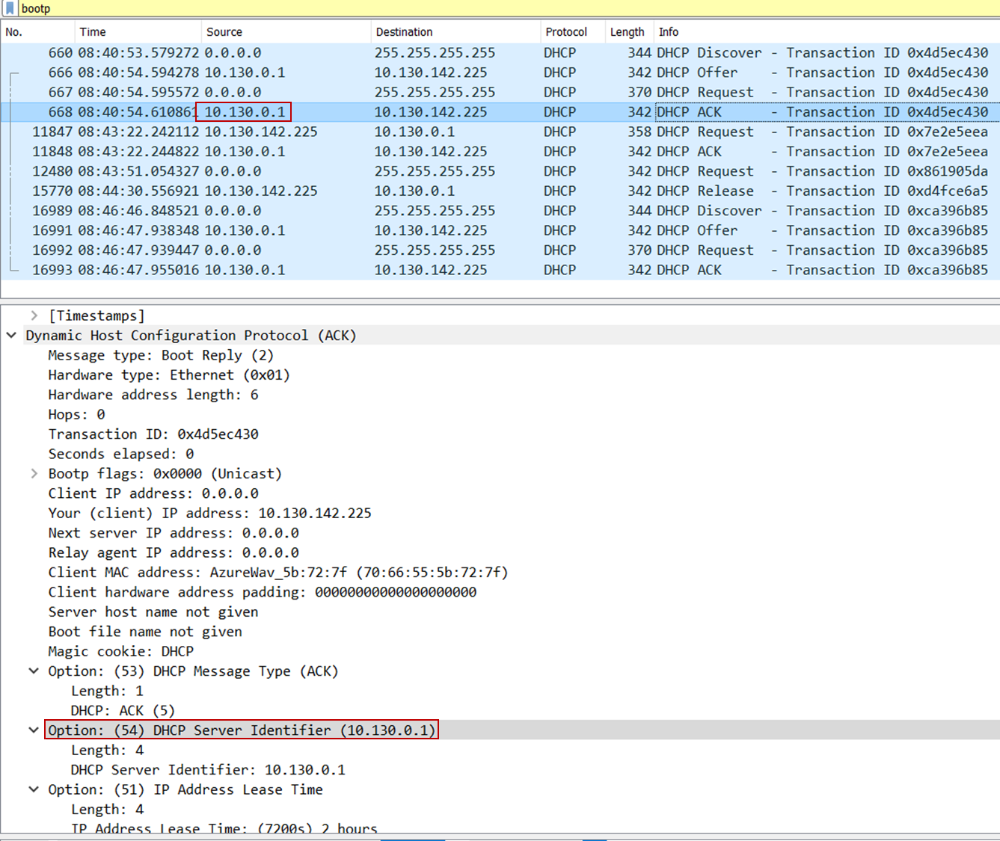 bootp
No. Time Source Destination Protocol Length Info
660 08:40:53.579272 0.0.0.0 255.255.255.255 DHCP 344 DHCP Discover - Transaction ID 0x4d5ec430
666 08:40:54.594278 10.130.0.1 10.130.142.225 DHCP 342 DHCP Offer - Transaction ID 0x4d5ec430
667 08:40:54.595572 0.0.0.0 255.255.255.255 DHCP 370 DHCP Request - Transaction ID 0x4d5ec430
668 08:40:54.610861 10.130.0.1 10.130.142.225 DHCP 342 DHCP ACK - Transaction ID 0x4d5ec430
11847 08:43:22.242112 10.130.142.225 10.130.0.1 DHCP 358 DHCP Request - Transaction ID 0x7e2e5eea
11848 08:43:22.244822 10.130.0.1 10.130.142.225 DHCP 342 DHCP ACK - Transaction ID 0x7e2e5eea
12480 08:43:51.054327 0.0.0.0 255.255.255.255 DHCP 342 DHCP Request - Transaction ID 0x861905da
15770 08:44:30.556921 10.130.142.225 10.130.0.1 DHCP 342 DHCP Release - Transaction ID 0xd4fce6a5
16989 08:46:46.848521 0.0.0.0 255.255.255.255 DHCP 344 DHCP Discover - Transaction ID 0xca396b85
16991 08:46:47.938348 10.130.0.1 10.130.142.225 DHCP 342 DHCP Offer - Transaction ID 0xca396b85
16992 08:46:47.939447 0.0.0.0 255.255.255.255 DHCP 370 DHCP Request - Transaction ID 0xca396b85
16993 08:46:47.955016 10.130.0.1 10.130.142.225 DHCP 342 DHCP ACK - Transaction ID 0xca396b85
[Timestamps]
Dynamic Host Configuration Protocol (ACK)
Message type: Boot Reply (2)
Hardware type: Ethernet (0x01)
Hardware address length: 6
Hops: 0
Transaction ID: 0x4d5ec430
Seconds elapsed: 0
Bootp flags: 0x0000 (Unicast)
Client IP address: 0.0.0.0
Your (client) IP address: 10.130.142.225
Next server IP address: 0.0.0.0
Relay agent IP address: 0.0.0.0
Client MAC address: AzureWav_5b:72:7f (70:66:55:5b:72:7f)
Client hardware address padding: 00000000000000000000
Server host name not given
Boot file name not given
Magic cookie: DHCP
Option: (53) DHCP Message Type (ACK)
Length: 1
DHCP: ACK (5)
Option: (54) DHCP Server Identifier (10.130.0.1)
Length: 4
DHCP Server Identifier: 10.130.0.1
Option: (51) IP Address Lease Time
Length: 4
IP Address Lease Time: (7200s) 2 hours